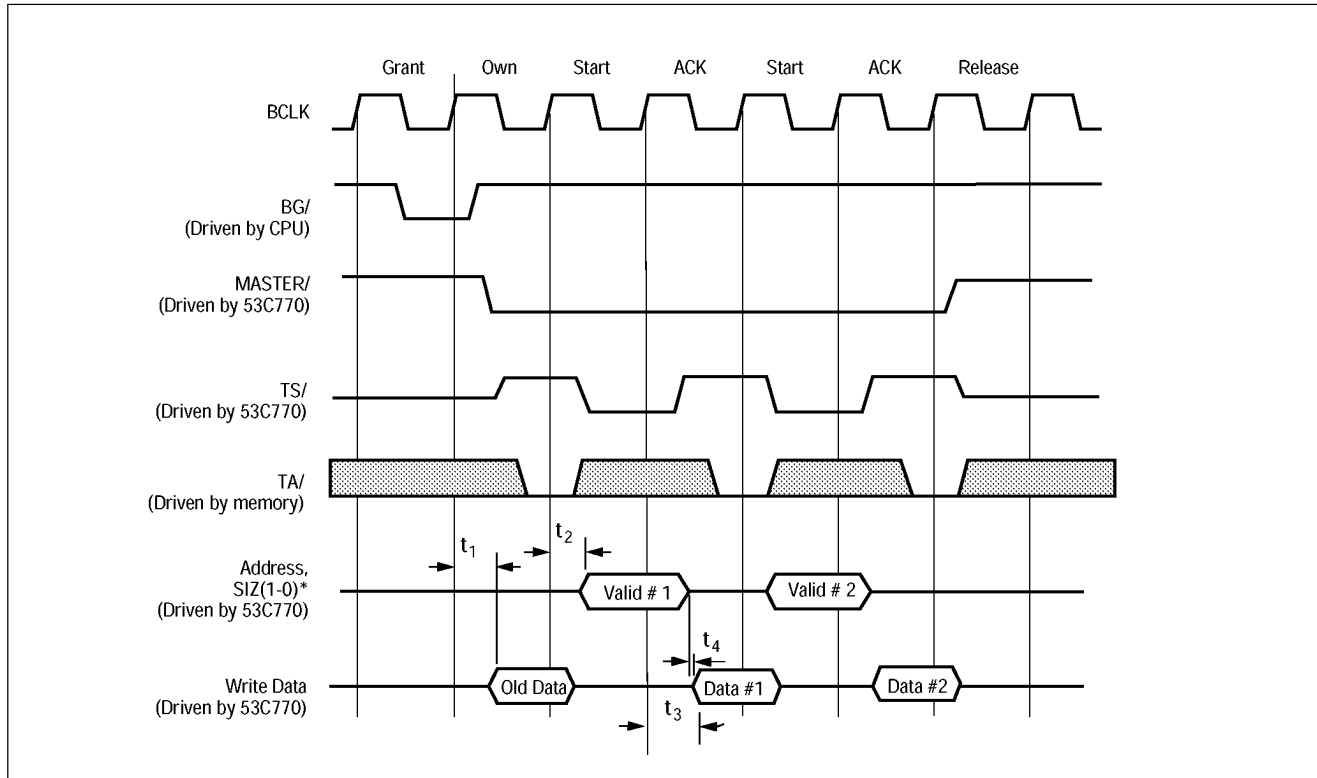 Grant Own Start ACK Start ACK Release
BCLK
BG/
(Driven by CPU)
MASTER/
(Driven by 53C770)
TS/
(Driven by 53C770)
TA/
(Driven by memory)
t1 t2
Address,
SIZ(1-0)*
(Driven by 53C770)
Valid # 1 Valid # 2
t4
Write Data
(Driven by 53C770)
Old Data Data #1 Data #2
t3